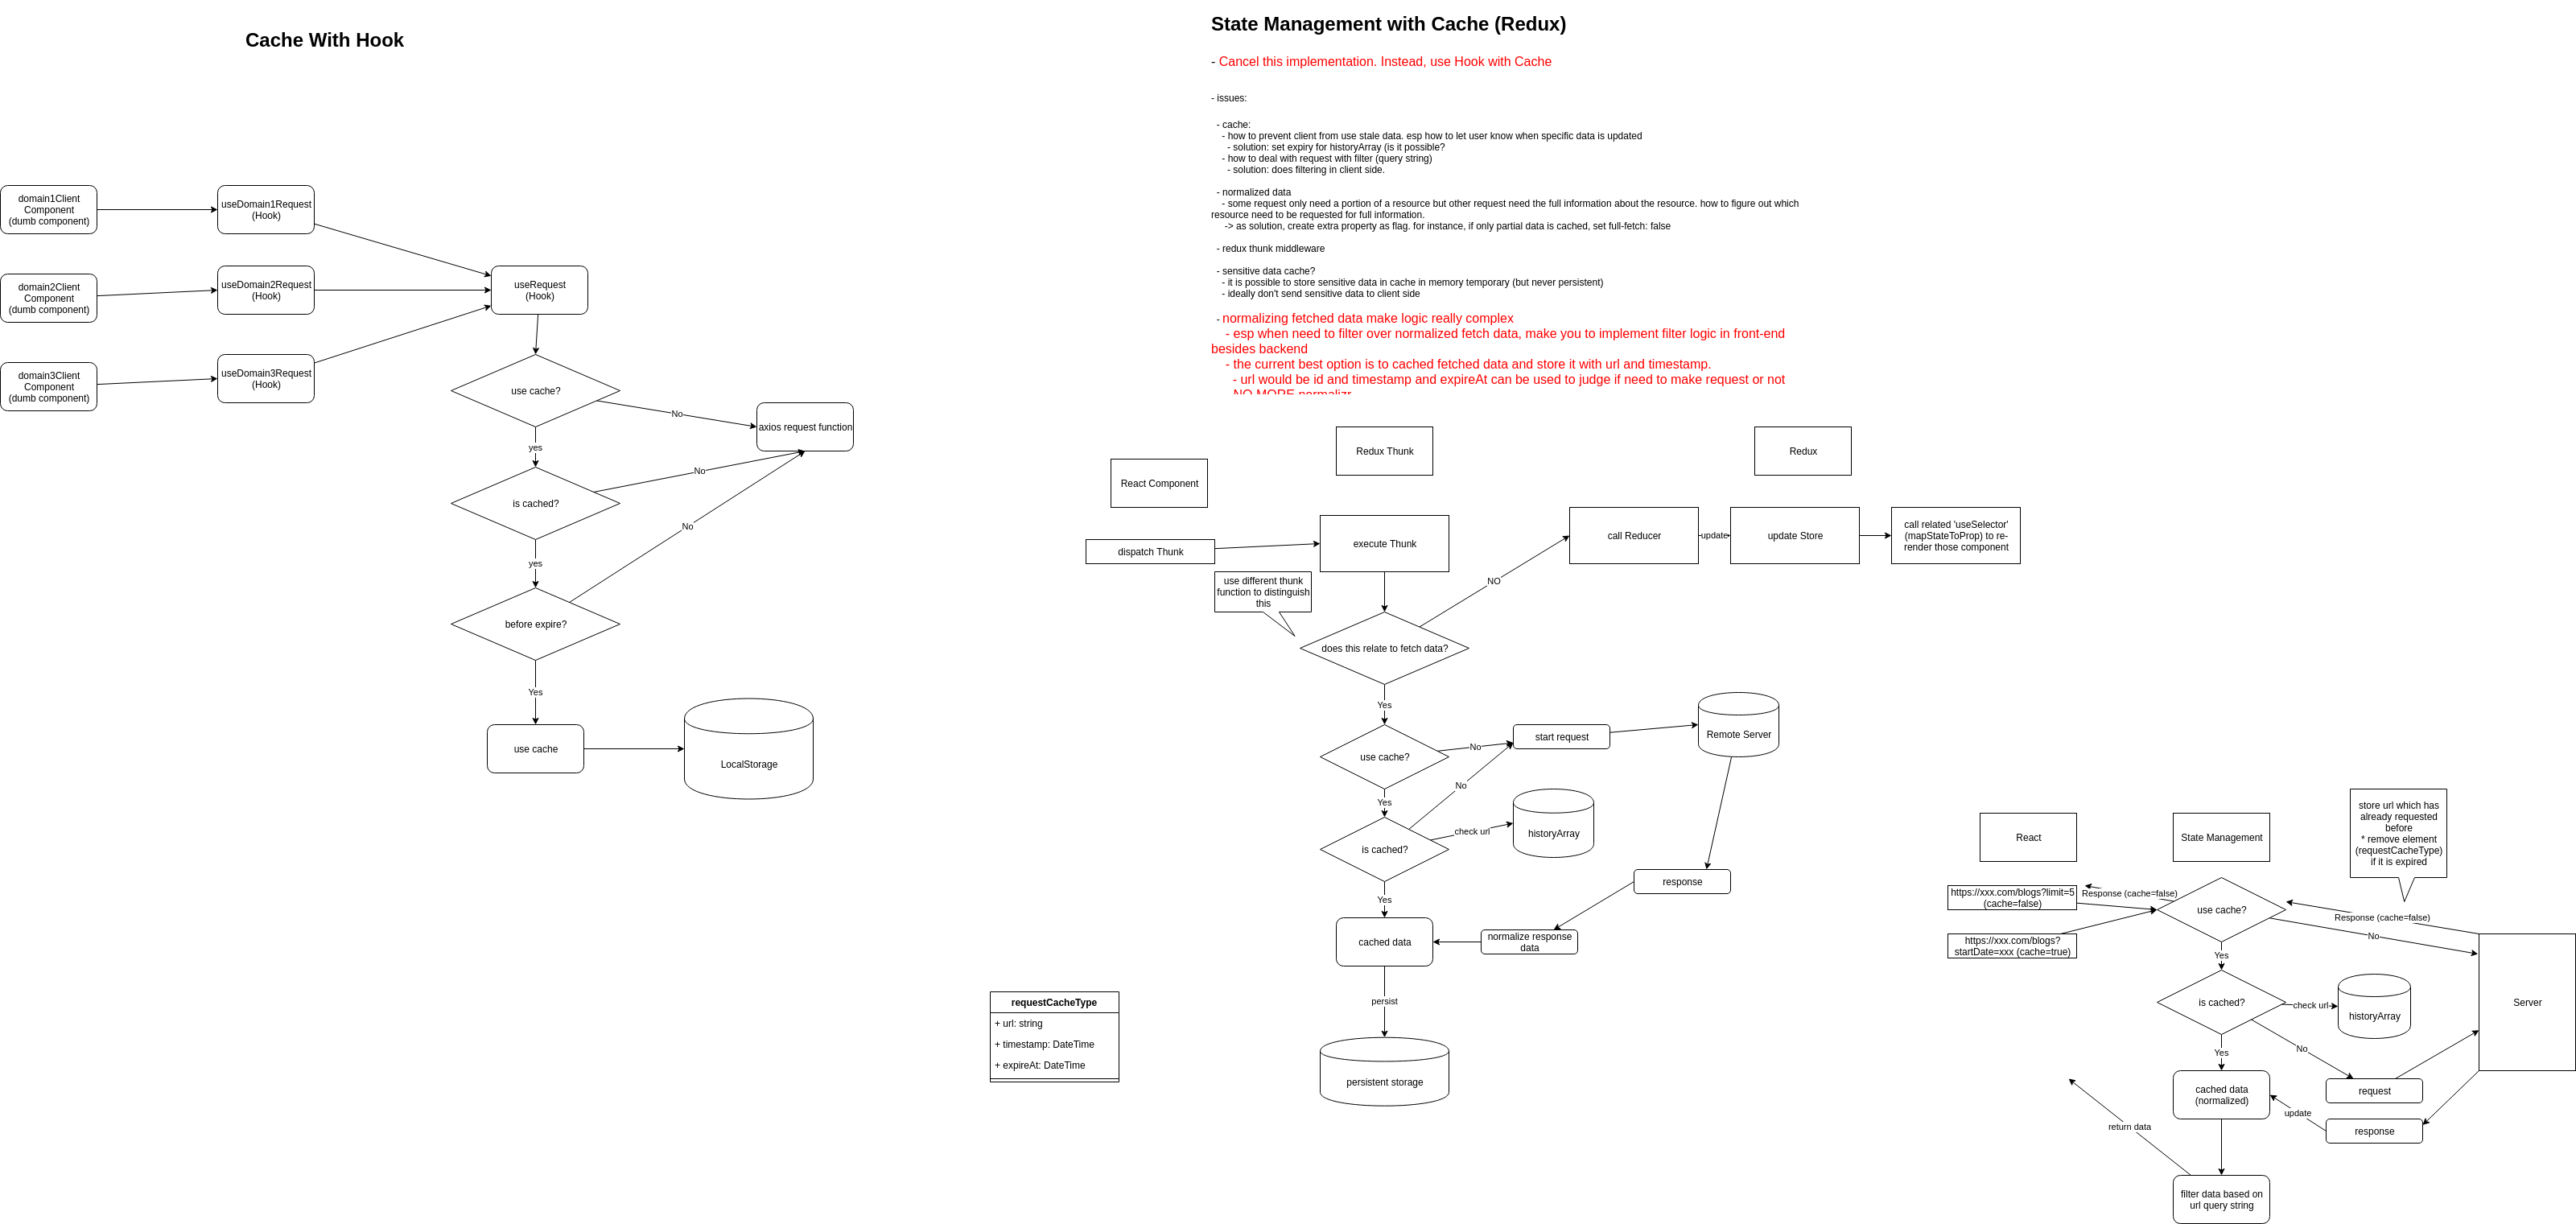 Cache With Hook
domain1Client
Component
(dumb component)
useDomain1Request
(Hook)
domain2Client
Component
(dumb component)
useDomain2Request
(Hook)
useRequest
(Hook)
domain3Client
Component
(dumb component)
useDomain3Request
(Hook)
use cache?
No
axios request function
yes
is cached?
No
yes
No
before expire?
Yes
use cache
LocalStorage
State Management with Cache (Redux)
- Cancel this implementation. Instead, use Hook with Cache
- issues:
- cache:
- how to prevent client from use stale data. esp how to let user know when specific data is updated
- solution: set expiry for historyArray (is it possible?
- how to deal with request with filter (query string)
- solution: does filtering in client side.
- normalized data
- some request only need a portion of a resource but other request need the full information about the resource. how to figure out which
resource need to be requested for full information.
-> as solution, create extra property as flag. for instance, if only partial data is cached, set full-fetch: false
- redux thunk middleware
- sensitive data cache?
- it is possible to store sensitive data in cache in memory temporary (but never persistent)
- ideally don't send sensitive data to client side
- normalizing fetched data make logic really complex
- esp when need to filter over normalized fetch data, make you to implement filter logic in front-end
besides backend
- the current best option is to cached fetched data and store it with url and timestamp.
- url would be id and timestamp and expireAt can be used to judge if need to make request or not
NO MORE normalizr
React Component
Redux Thunk
Redux
dispatch Thunk
execute Thunk
call Reducer
update
update Store
call related 'useSelector'
(mapStateToProp) to re-
render those component
use different thunk
function to distinguish
this
NO
does this relate to fetch data?
Yes
use cache?
No
start request
Remote Server
Yes
No
is cached?
check url
historyArray
Yes
response
cached data
normalize response
data
persist
persistent storage
requestCacheType
+ url: string
+ timestamp: DateTime
+ expireAt: DateTime
React
State Management
store url which has
already requested
before
* remove element
(requestCacheType)
if it is expired
https://xxx.com/blogs?limit=5
(cache=false)
Response (cache=false)
use cache?
Response (cache=false)
No
https://xxx.com/blogs?
startDate=xxx (cache=true)
Yes
is cached?
check url
historyArray
Server
No
Yes
cached data
(normalized)
request
update
response
return data
filter data based on
url query string